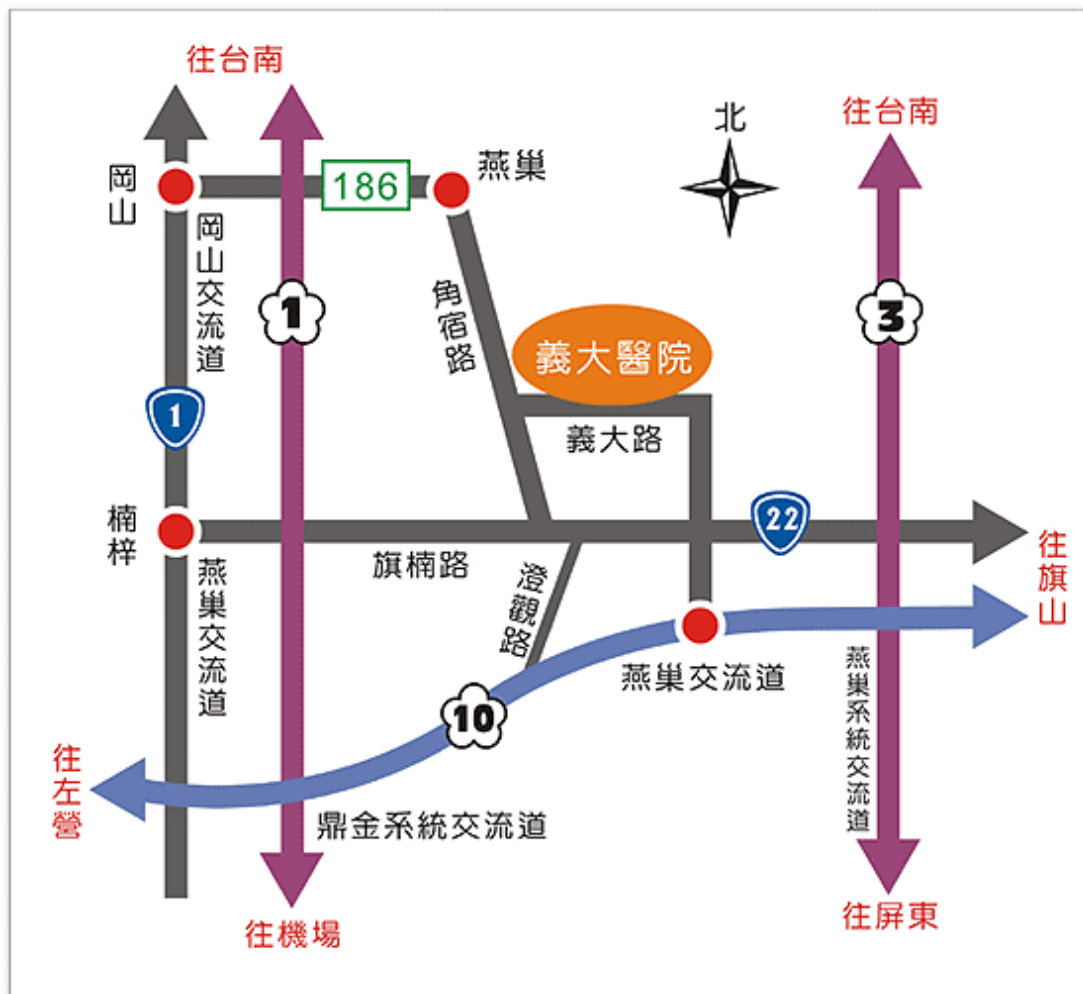 往台南
北
往台南
岡山
186
燕巢
岡山交流道
1
角宿路
3
義大醫院
1
義大路
楠梓
22
旗楠路
往旗山
燕巢交流道
澄觀路
燕巢交流道
燕巢系統交流道
10
往左營
鼎金系統交流道
往機場
往屏東